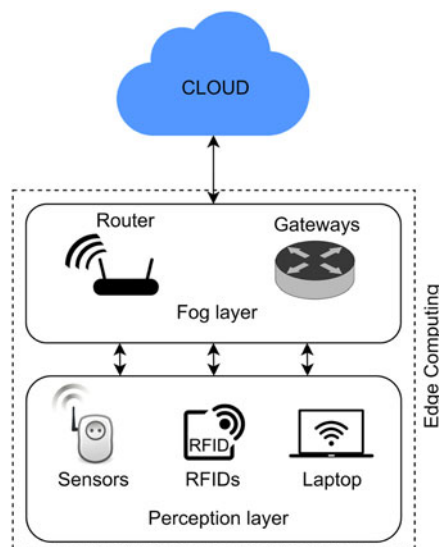 CLOUD
Router
Gateways
Fog layer
Edge Computing
RFID
Sensors
RFIDs
Laptop
Perception layer